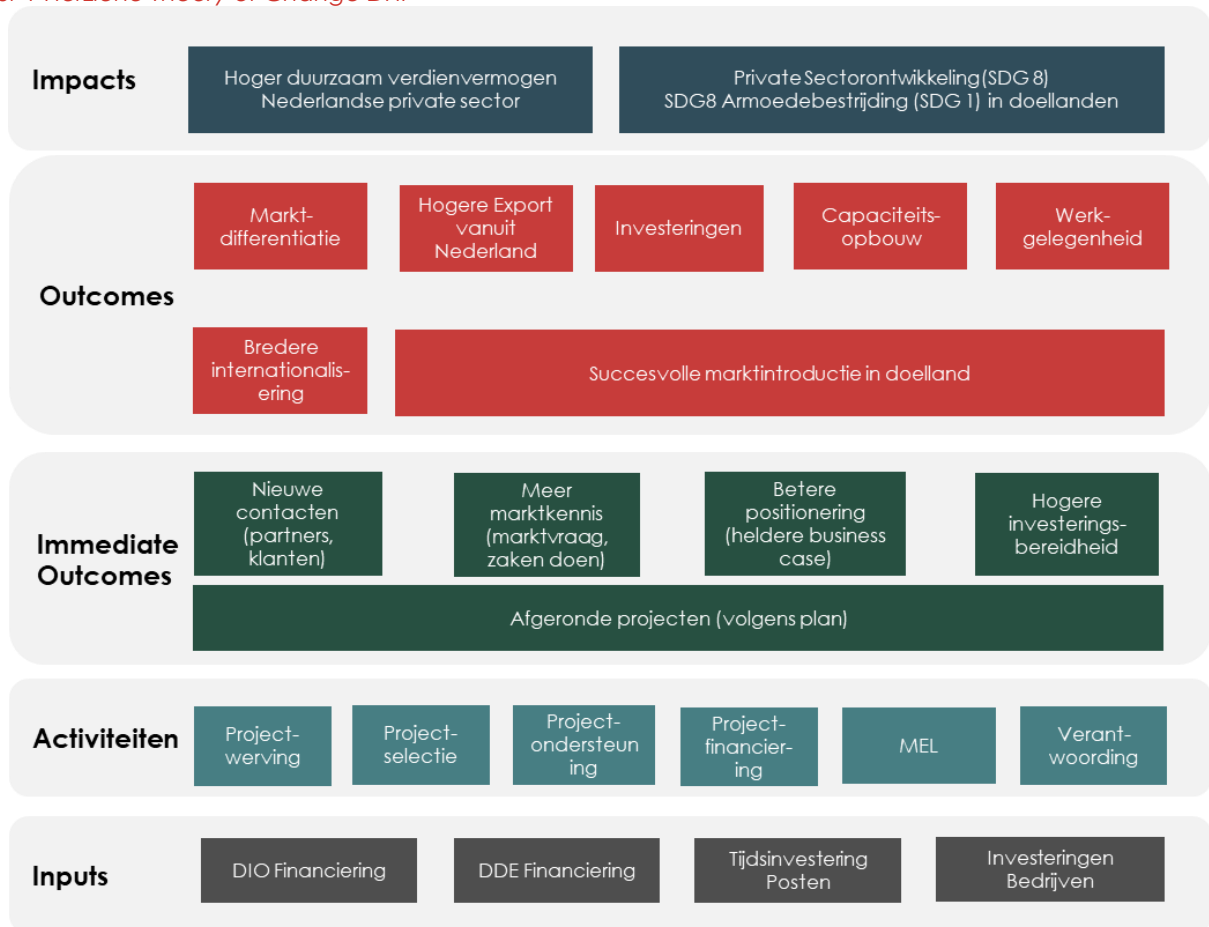 Theory of Change DHI
Impacts
Hoger duurzaam verdienvermogen
Nederlandse private sector
Private Sectorontwikkeling (SDG 8)
SDG8 Armoedebestrijding (SDG 1) in doellanden
Outcomes
Markt-
differentiatie
Hogere Export
vanuit
Nederland
Investeringen
Capaciteits-
opbouw
Werk-
gelegenheid
Bredere
internationalis-
ering
Succesvolle marktintroductie in doelland
Immediate
Outcomes
Nieuwe
contacten
(partners,
klanten)
Meer
marktkennis
(marktvraag,
zaken doen)
Betere
positionering
(heldere business
case)
Hogere
investerings-
bereidheid
Afgeronde projecten (volgens plan)
Activiteiten
Project-
werving
Project-
selectie
Project-
ondersteun
ing
Project-
financier-
ing
MEL
Verant-
woording
Inputs
DIO Financiering
DDE Financiering
Tijdsinvestering
Posten
Investeringen
Bedrijven